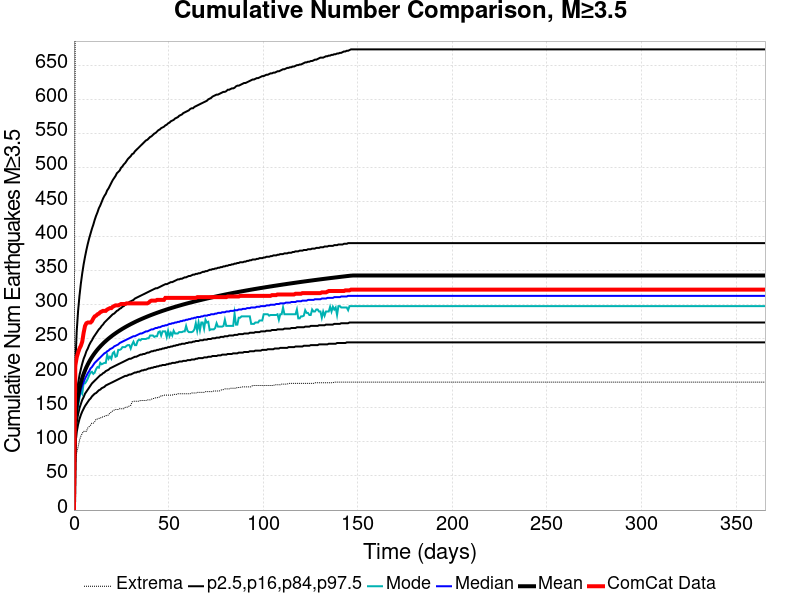 Cumulative Number Comparison, M≥3.5
Cumulative Num Earthquakes M≥3.5
650
600
550
500
450
400
350
300
250
200
150
100
50
0
0 50 100 150 200 250 300 350
Time (days)
Extrema p2.5,p16,p84,p97.5 Mode Median Mean ComCat Data